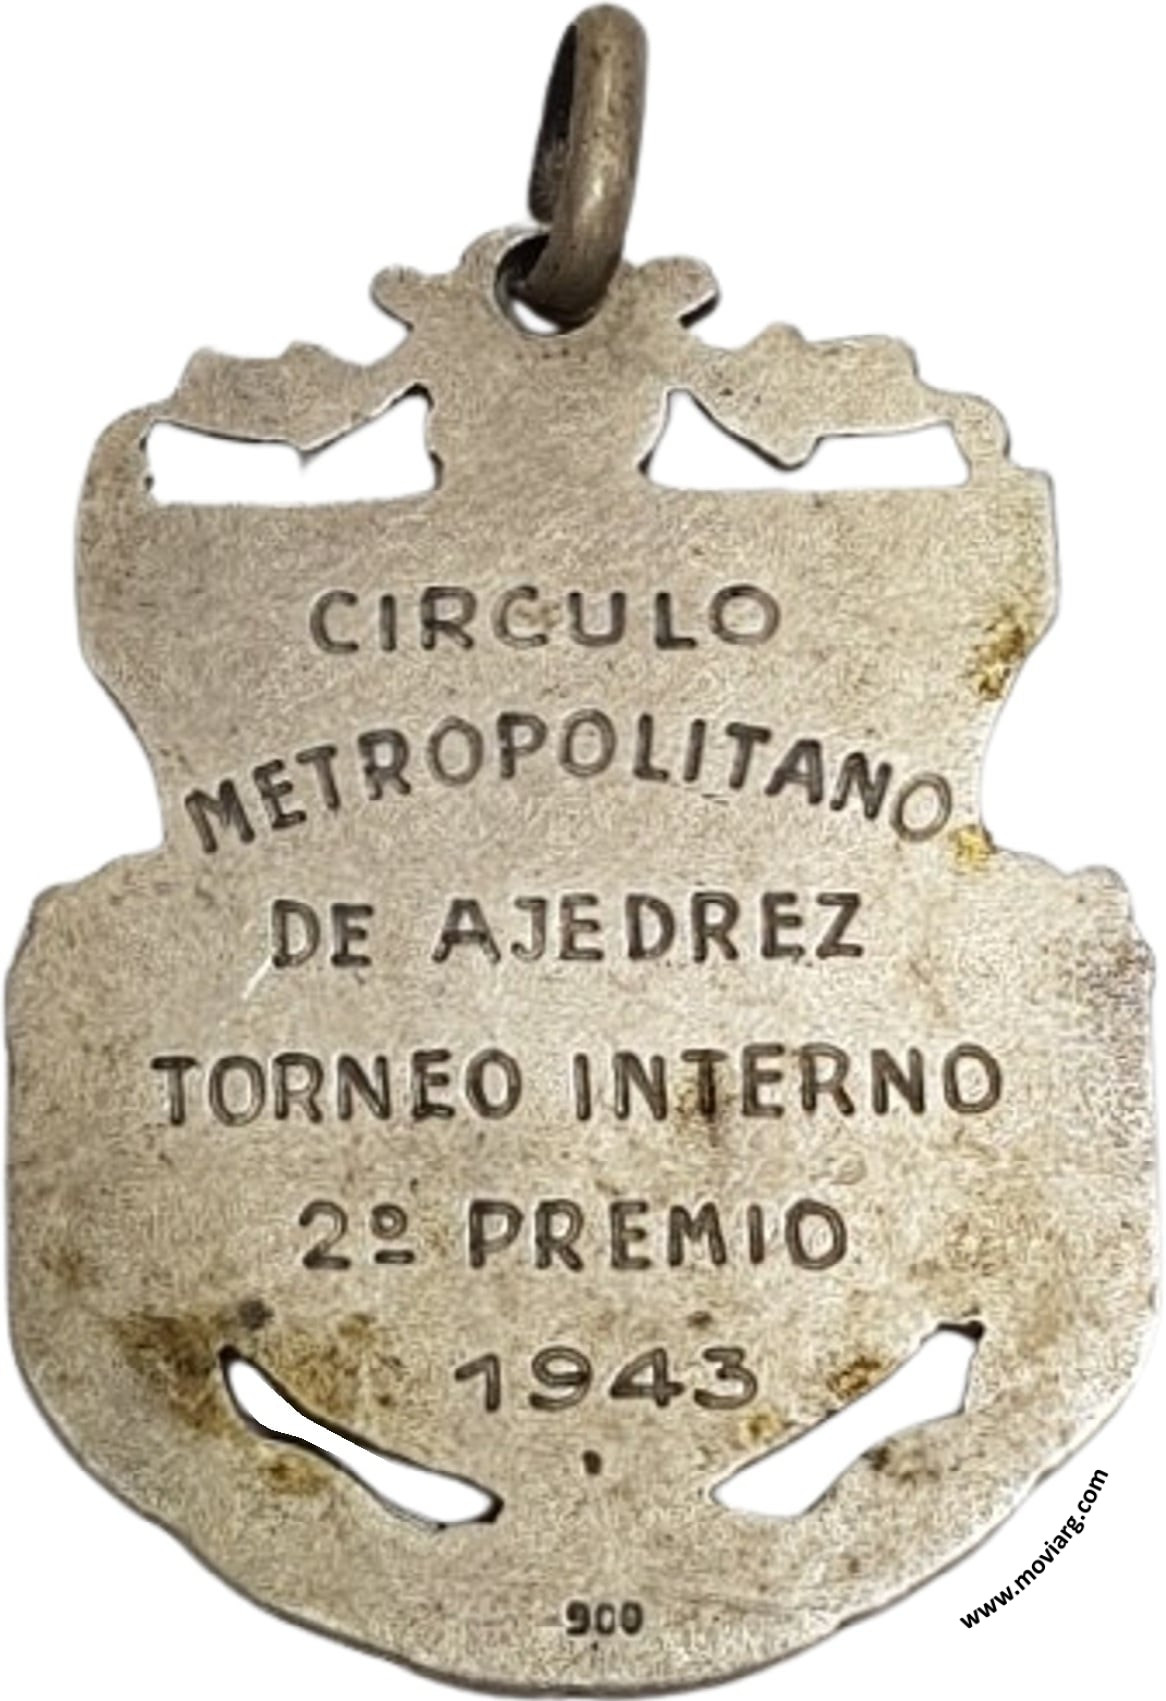 CIRCULO
METROPOLITANO
DE AJEDREZ
TORNEO INTERNO
2º PREMIO
1943
900
www.moviarg.com